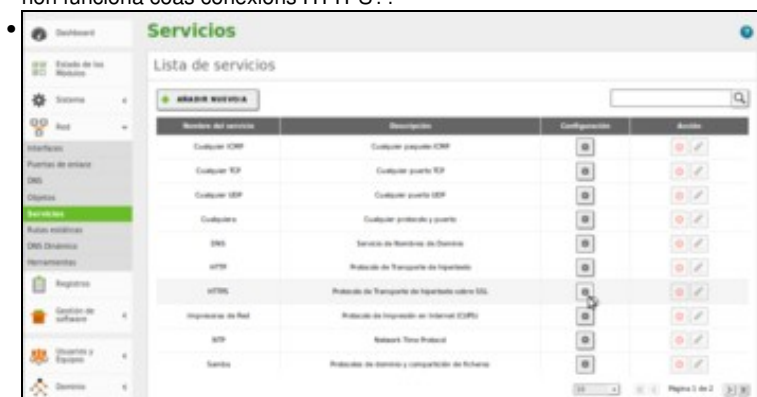 non funciona coas conexións HTTPS? :
Servicios
Lista de servicios
AÑADIR NUEVO/A
Nombre del servicio Descripción Configuración Acción
Cualquier ICMP Cualquier paquete ICMP
Cualquier TCP Cualquier puerto TCP
Cualquier UDP Cualquier puerto UDP
Cualquiera Cualquier protocolo y puerto
DNS Servicio de Nombres de Dominio
HTTP Protocolo de Transporte de hipertexto
HTTPS Protocolo de Transporte de hipertexto sobre SSL
Impresoras de Red Protocolo de Impresión en Internet (CUPS)
NTP Network Time Protocol
Samba Protocolos de dominio y compartición de ficheros
10 Página 1 de 2
Dashboard
Estado de los
Módulos
Sistema
Red
Interfaces
Puertas de enlace
DNS
Objetos
Servicios
Rutas estáticas
DNS Dinámico
Herramientas
Registros
Gestión de
software
Usuarios y
Equipos
Dominio